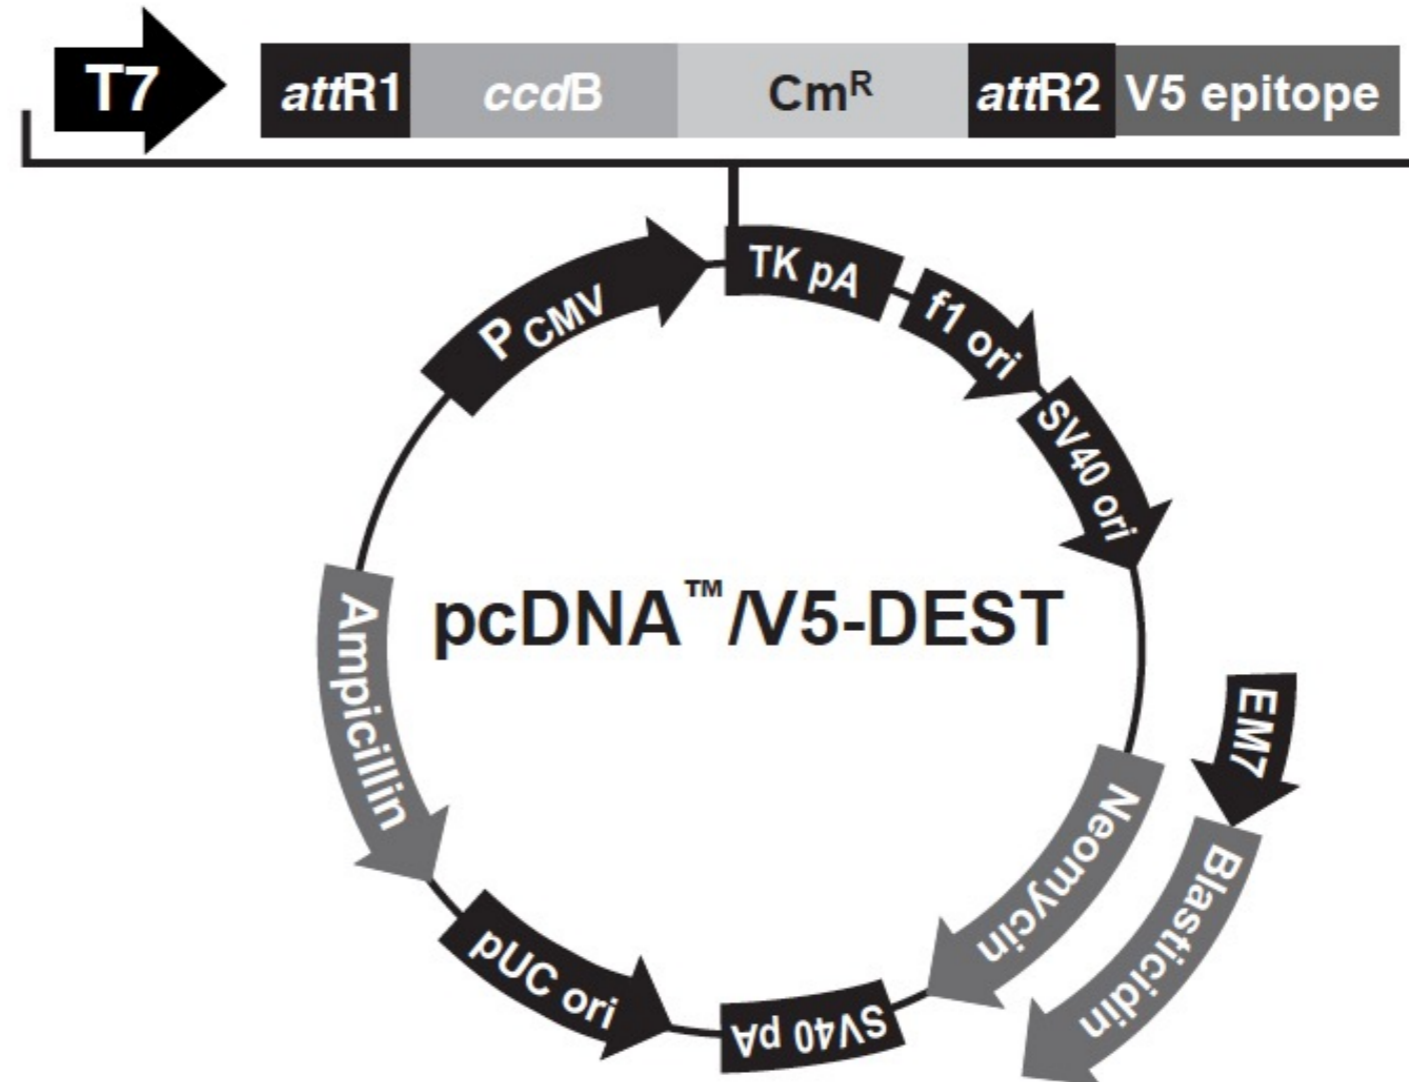 T7 attR1 ccdB CmR attR2 V5 epitope
PCMV
TK pA
f1 ori
SV40 ori
pcDNA™/V5-DEST
EM7
Neomycin
Blasticidin
SV40 pA
pUC ori
Ampicillin